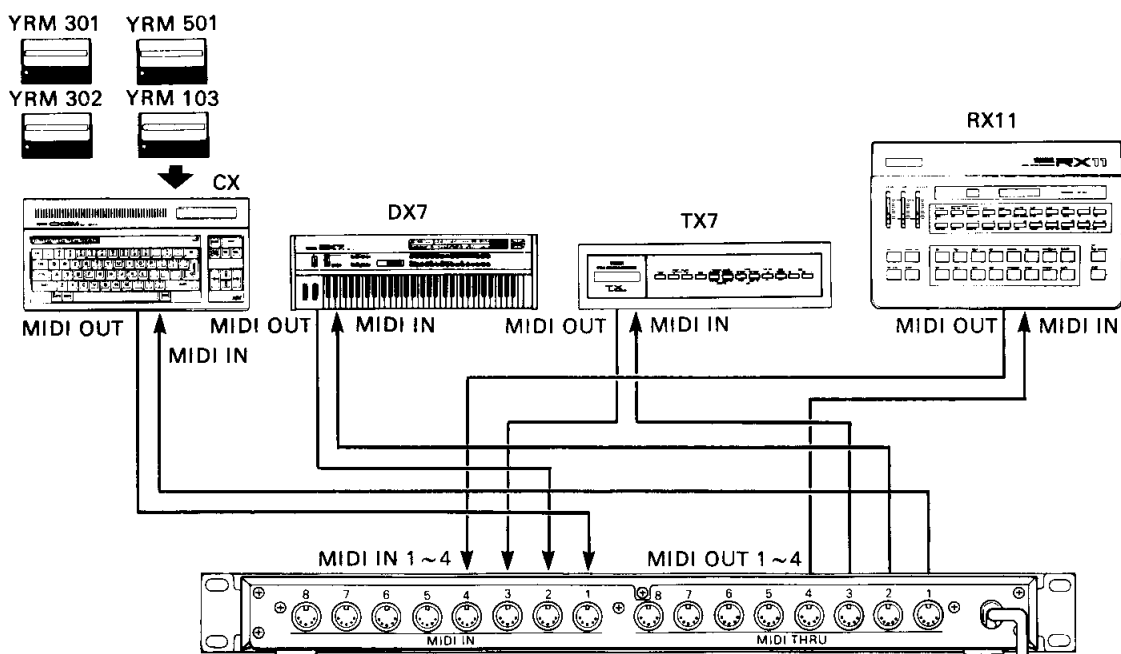 YRM 301 YRM 501
YRM 302 YRM 103
CX
DX7
TX7
RX11
RX11
MIDI OUT
MIDI IN
MIDI OUT
MIDI IN
MIDI OUT
MIDI IN
MIDI OUT
MIDI IN
MIDI IN 1~4
MIDI OUT 1~4
8 7 6 5 4 3 2 1 8 7 6 5 4 3 2 1
MIDI IN
MIDI THRU